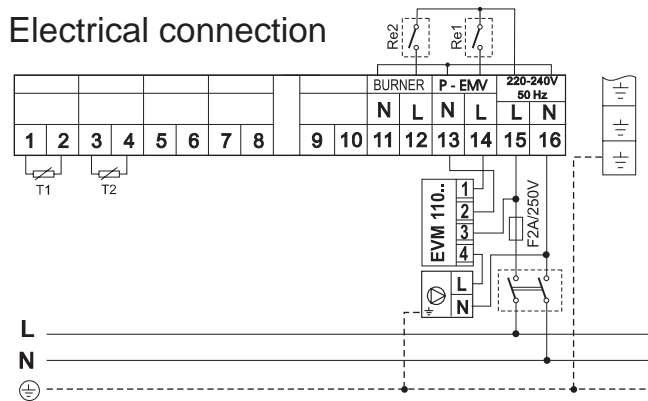 Electrical connection
Re2
Re1
BURNER P - EMV 220-240V
50 Hz
N L N L L N
1 2 3 4 5 6 7 8 9 10 11 12 13 14 15 16
T1 T2
EVM 110..
1
2
3
4
F2A/250V
L
N
L
N